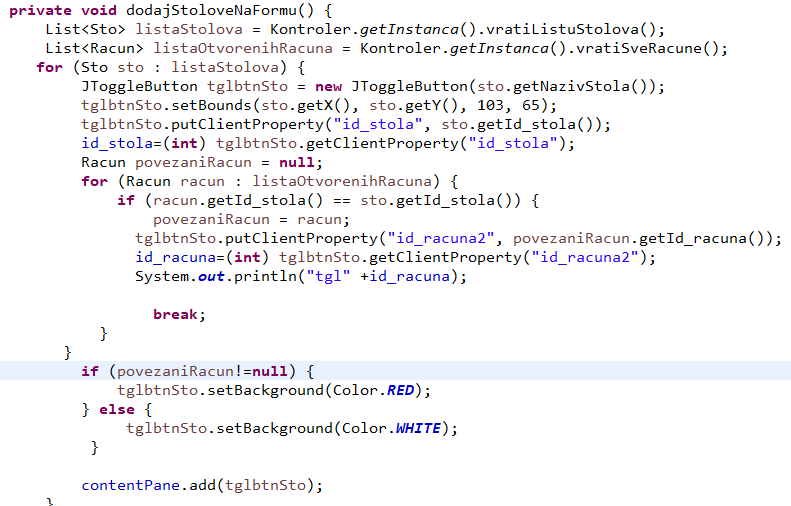 private void dodajStoloveNaFormu() {
List<Sto> listaStolova = Kontroler.getInstanca().vratiListuStolova();
List<Racun> listaOtvorenihRacuna = Kontroler.getInstanca().vratiSveRacune();
for (Sto sto : listaStolova) {
JToggleButton tglbtnSto = new JToggleButton(sto.getNazivStola());
tglbtnSto.setBounds(sto.getX(), sto.getY(), 103, 65);
tglbtnSto.putClientProperty("id_stola", sto.getId_stola());
id_stola=(int) tglbtnSto.getClientProperty("id_stola");
Racun povezaniRacun = null;
for (Racun racun : listaOtvorenihRacuna) {
if (racun.getId_stola() == sto.getId_stola()) {
povezaniRacun = racun;
tglbtnSto.putClientProperty("id_racuna2", povezaniRacun.getId_racuna());
id_racuna=(int) tglbtnSto.getClientProperty("id_racuna2");
System.out.println("tgl" +id_racuna);
break;
}
}
if (povezaniRacun!=null) {
tglbtnSto.setBackground(Color.RED);
} else {
tglbtnSto.setBackground(Color.WHITE);
}
contentPane.add(tglbtnSto);
}